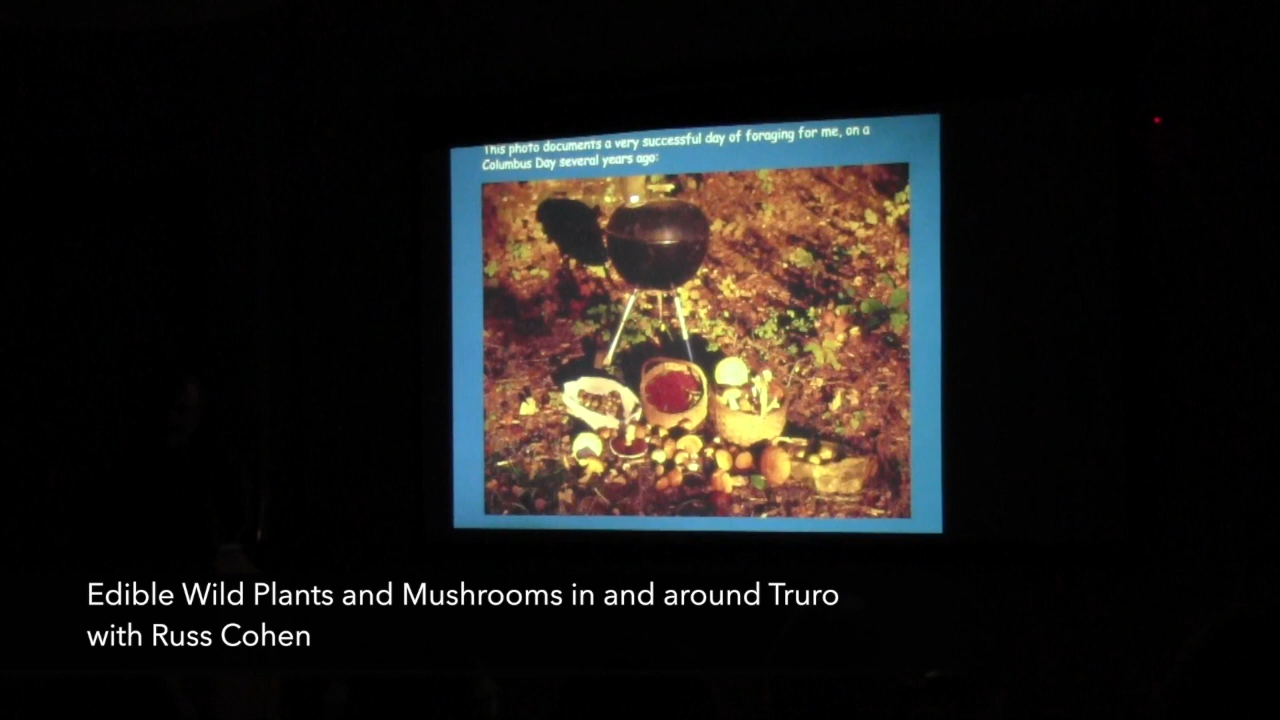 This photo documents a very successful day of foraging for me, on a
Columbus Day several years ago:
Edible Wild Plants and Mushrooms in and around Truro
with Russ Cohen